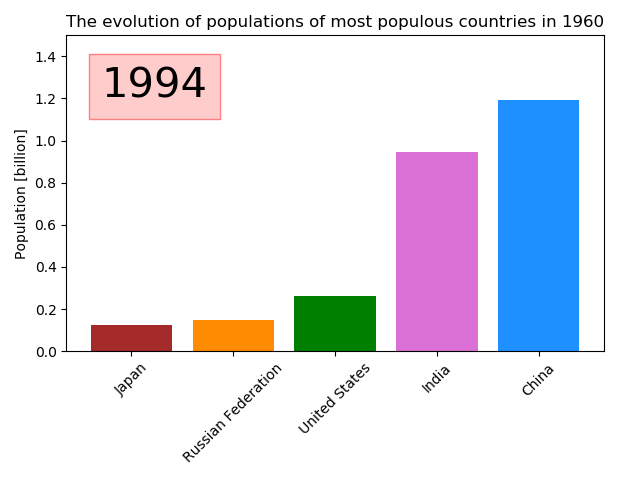 The evolution of populations of most populous countries in 1960
1994
Population [billion]
1.4
1.2
1.0
0.8
0.6
0.4
0.2
0.0
Japan
Russian Federation
United States
India
China